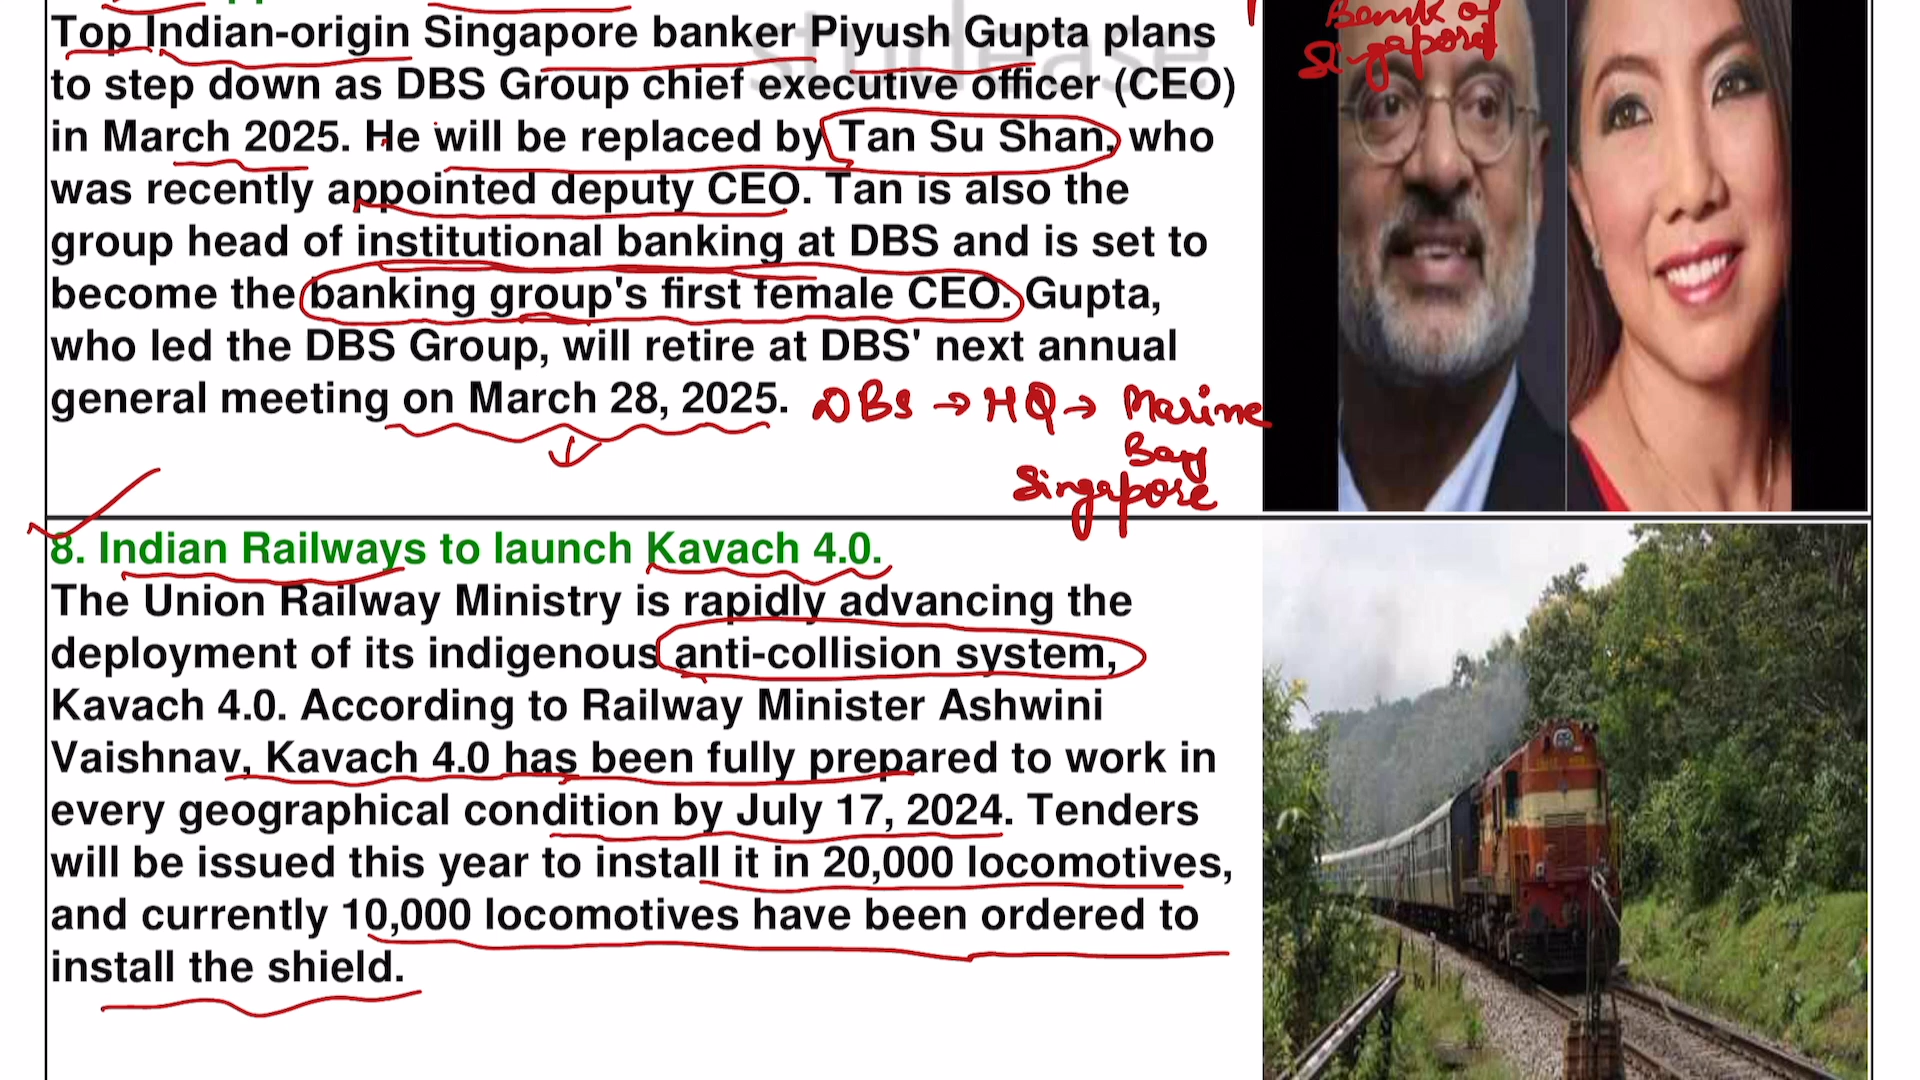 Top Indian-origin Singapore banker Piyush Gupta plans
to step down as DBS Group chief executive officer (CEO)
in March 2025. He will be replaced by Tan Su Shan, who
was recently appointed deputy CEO. Tan is also the
group head of institutional banking at DBS and is set to
become the banking group's first female CEO. Gupta,
who led the DBS Group, will retire at DBS' next annual
general meeting on March 28, 2025.
DBS → HQ → Marine
Bay
Singapore
Bank of
Singapore
8. Indian Railways to launch Kavach 4.0.
The Union Railway Ministry is rapidly advancing the
deployment of its indigenous anti-collision system,
Kavach 4.0. According to Railway Minister Ashwini
Vaishnav, Kavach 4.0 has been fully prepared to work in
every geographical condition by July 17, 2024. Tenders
will be issued this year to install it in 20,000 locomotives,
and currently 10,000 locomotives have been ordered to
install the shield.